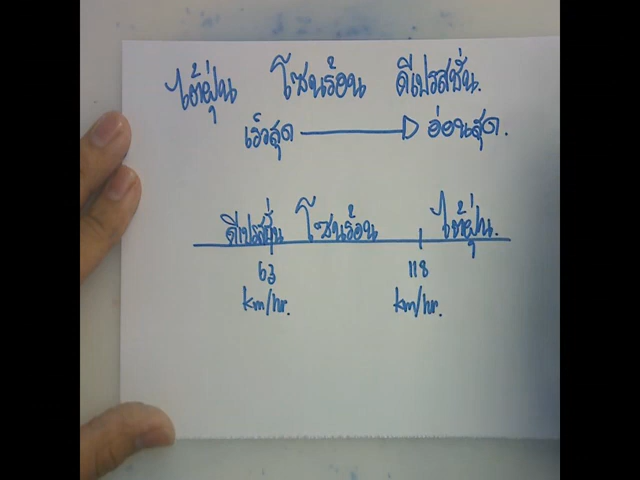 ไต้ฝุ่น โซนร้อน ดีเปรสชั่น.
เร็วสุด อ่อนสุด.
ดีเปรสชั่น โซนร้อน ไต้ฝุ่น.
63 118
km/hr. km/hr.